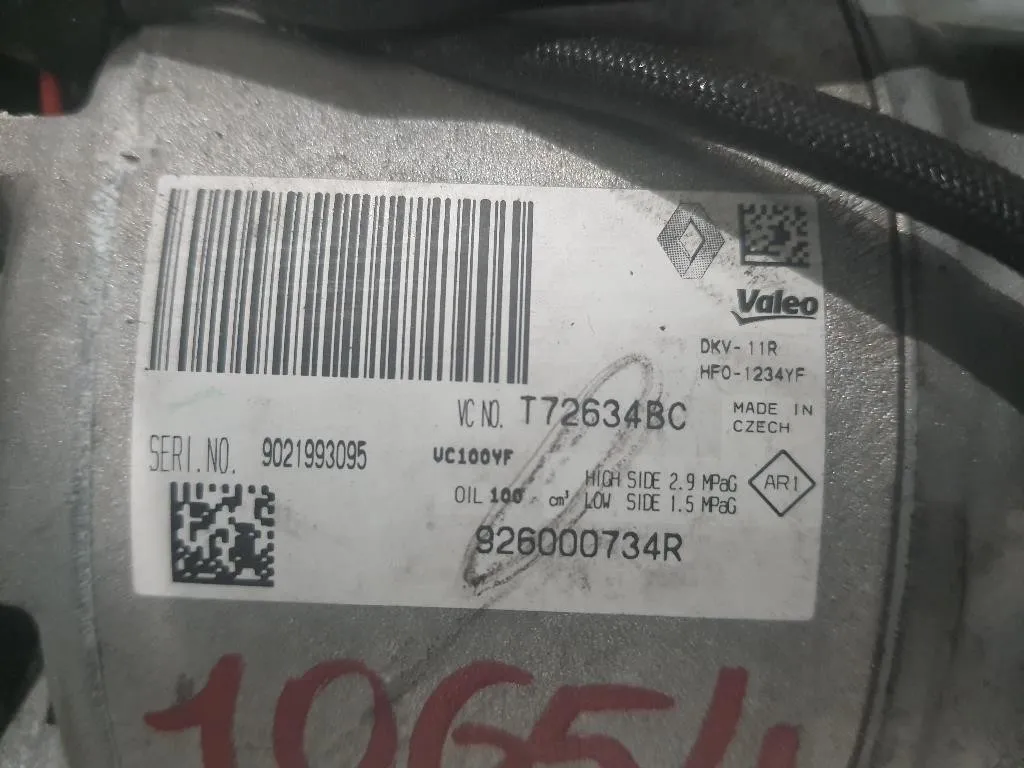 Valeo
DKV-11R
HFO-1234YF
VC NO. T72634BC
MADE IN
CZECH
SERI.NO. 9021993095
VC100YF
HIGH SIDE 2.9 MPaG
OIL 100 cm³ LOW SIDE 1.5 MPaG
AR1
926000734R
10654